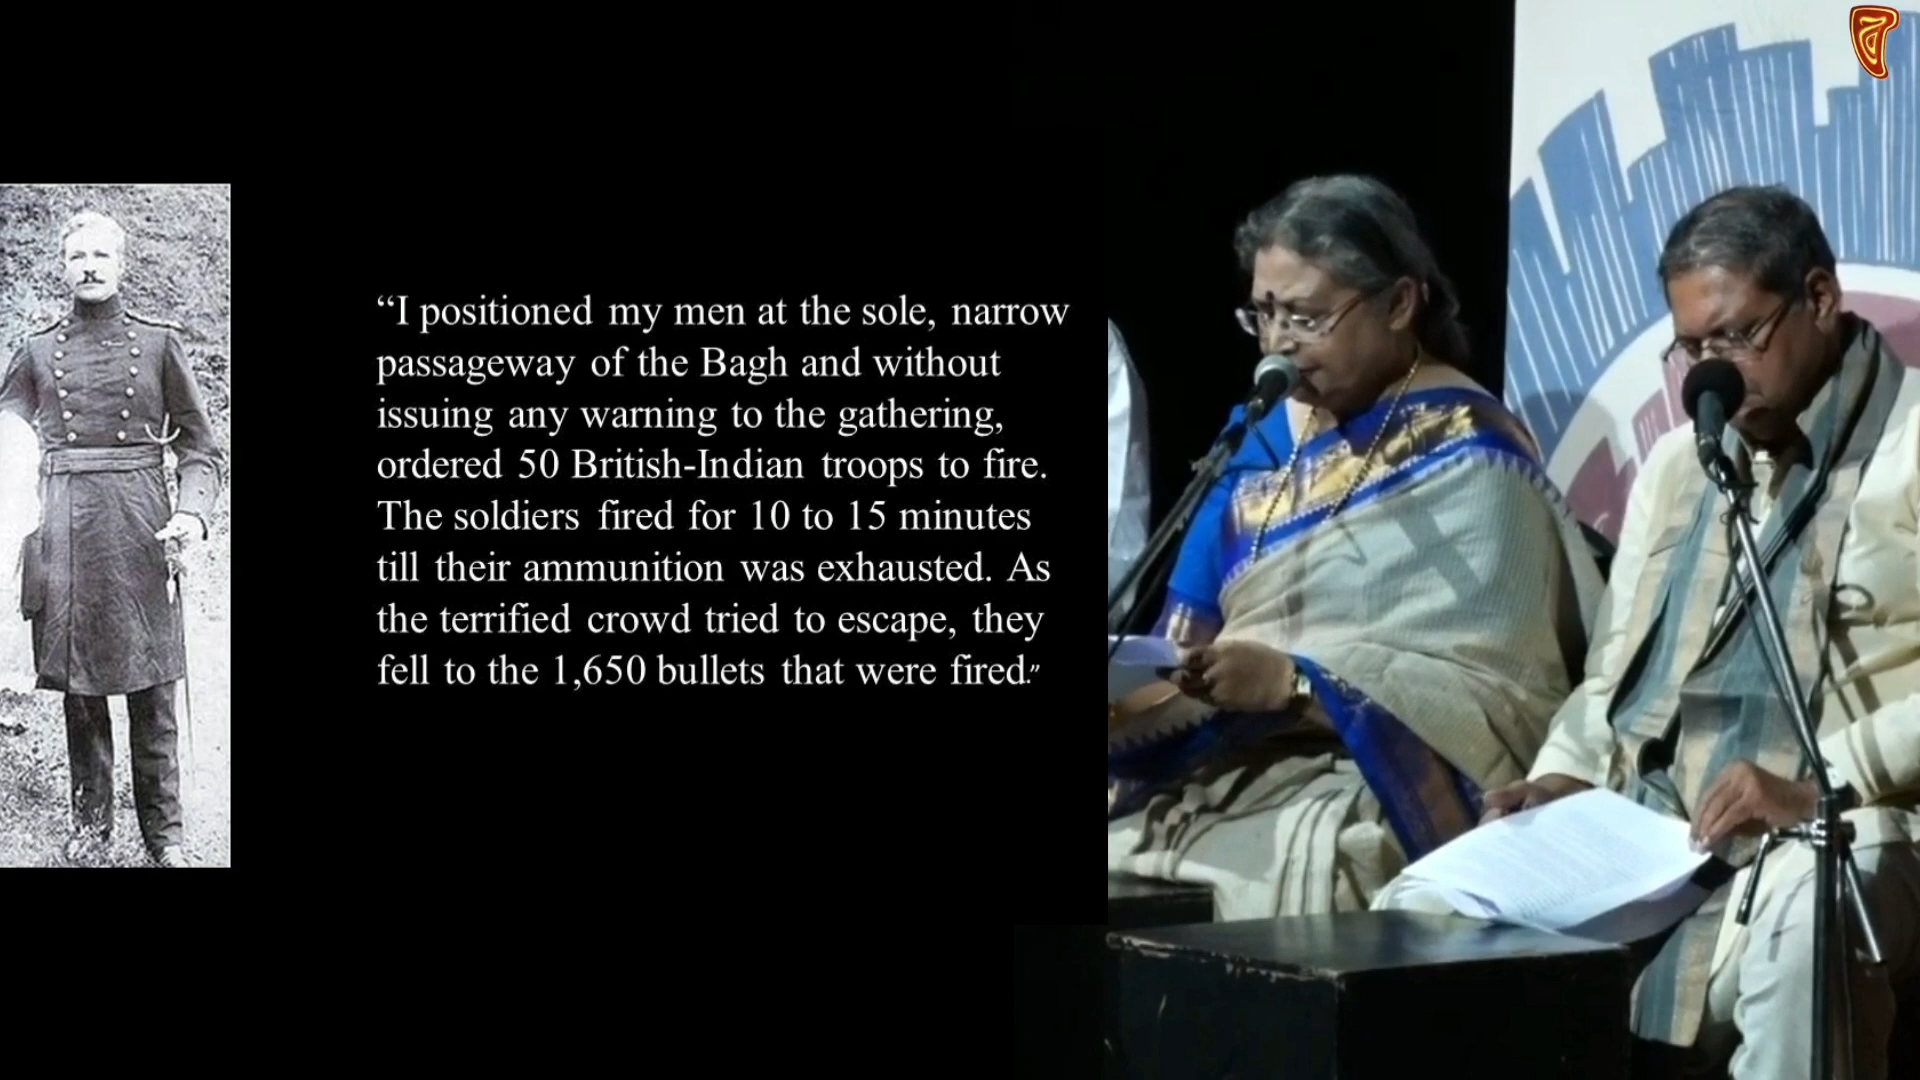 “I positioned my men at the sole, narrow
passageway of the Bagh and without
issuing any warning to the gathering,
ordered 50 British-Indian troops to fire.
The soldiers fired for 10 to 15 minutes
till their ammunition was exhausted. As
the terrified crowd tried to escape, they
fell to the 1,650 bullets that were fired.”